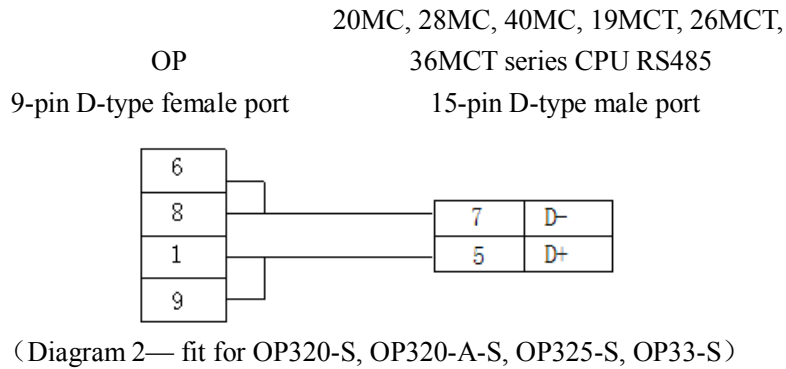 20MC, 28MC, 40MC, 19MCT, 26MCT,
OP 36MCT series CPU RS485
9-pin D-type female port 15-pin D-type male port
6
8
7 D-
1
5 D+
9
（Diagram 2— fit for OP320-S, OP320-A-S, OP325-S, OP33-S）